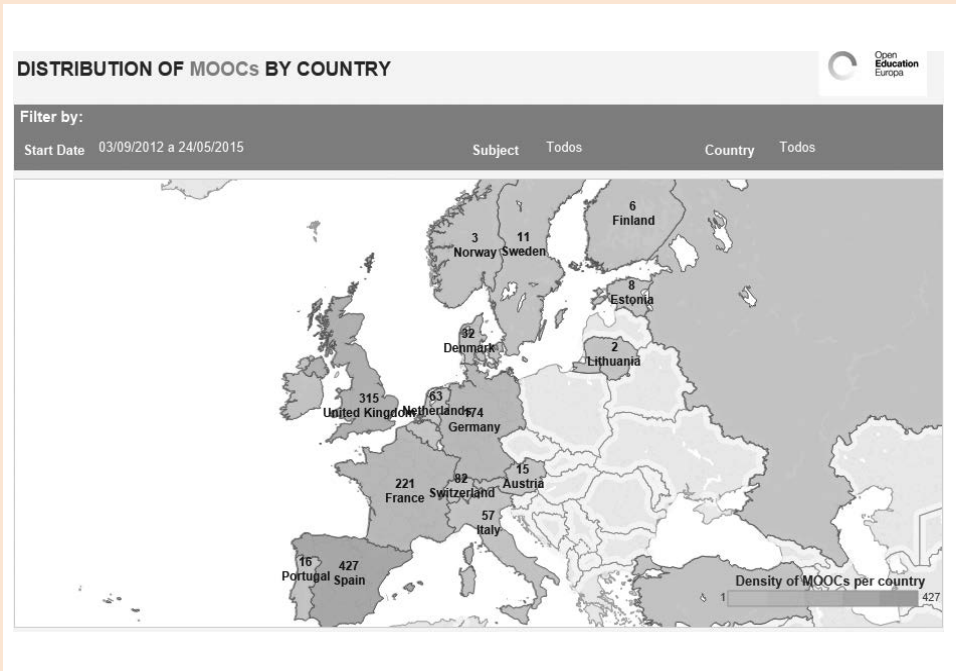 DISTRIBUTION OF MOOCs BY COUNTRY
Open
Education
Europa
Filter by:
Start Date 03/09/2012 a 24/05/2015 Subject Todos Country Todos
6
Finland
3
Norway
11
Sweden
8
Estonia
32
Denmark
2
Lithuania
315
United Kingdom
63
Netherlands
174
Germany
221
France
82
Switzerland
15
Austria
57
Italy
16
Portugal
427
Spain
Density of MOOCs per country
1 427